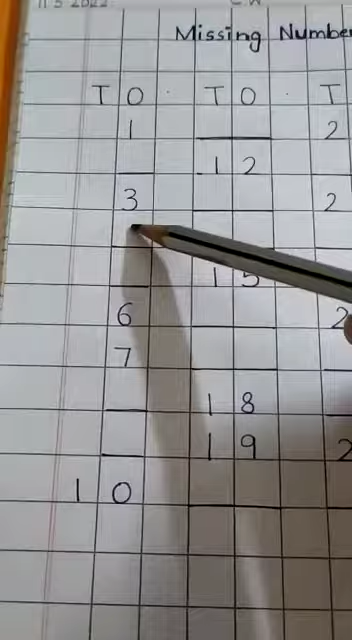 Missing Number
T O . T O . T
1 2
1 2
3 2
1 5
6 2
7
1 8
1 9 2
1 0